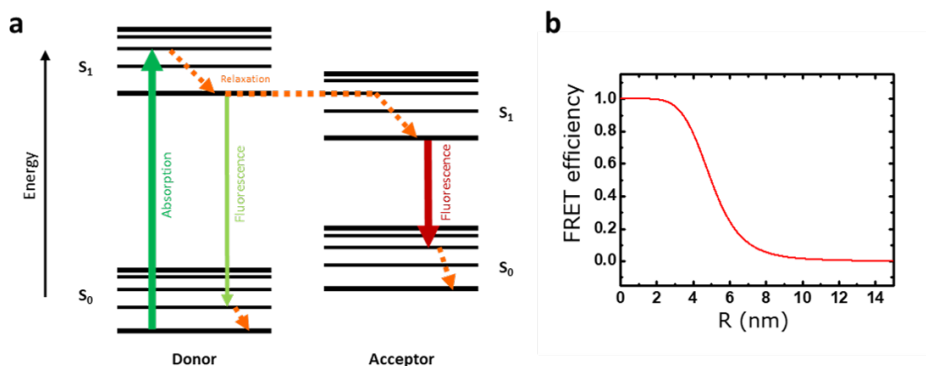 a
Energy
S1
S0
Absorption
Relaxation
Fluorescence
Donor
S1
Fluorescence
S0
Acceptor
b
FRET efficiency
1.0
0.8
0.6
0.4
0.2
0.0
0 2 4 6 8 10 12 14
R (nm)